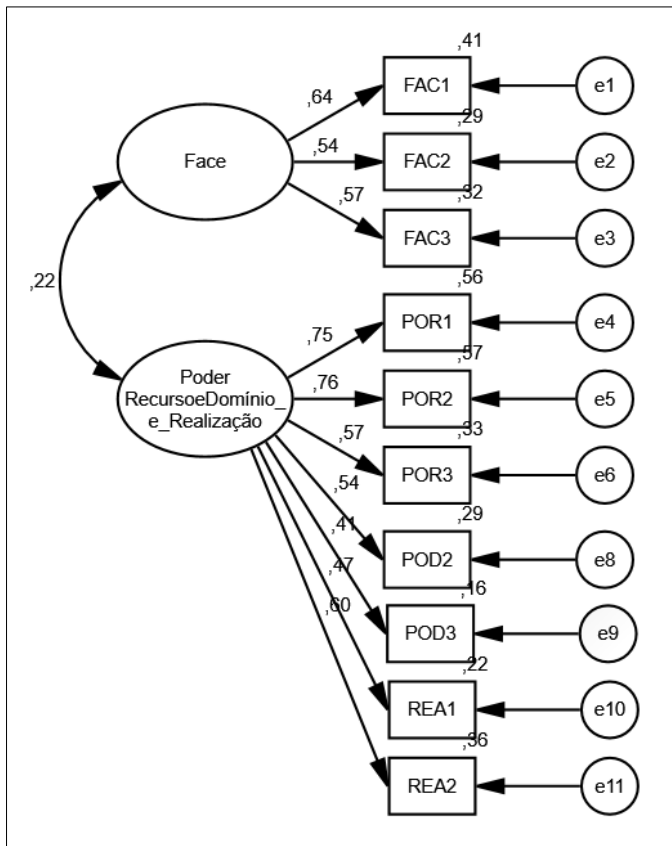 ,41
,64
FAC1
e1
,29
Face
,54
FAC2
e2
,32
,57
FAC3
e3
,22
,56
,75
POR1
e4
,57
Poder
RecursoeDomínio_
e_Realização
,76
POR2
e5
,33
,57
POR3
e6
,54
,29
,41
POD2
e8
,47
,16
,60
POD3
e9
,22
REA1
e10
,36
REA2
e11